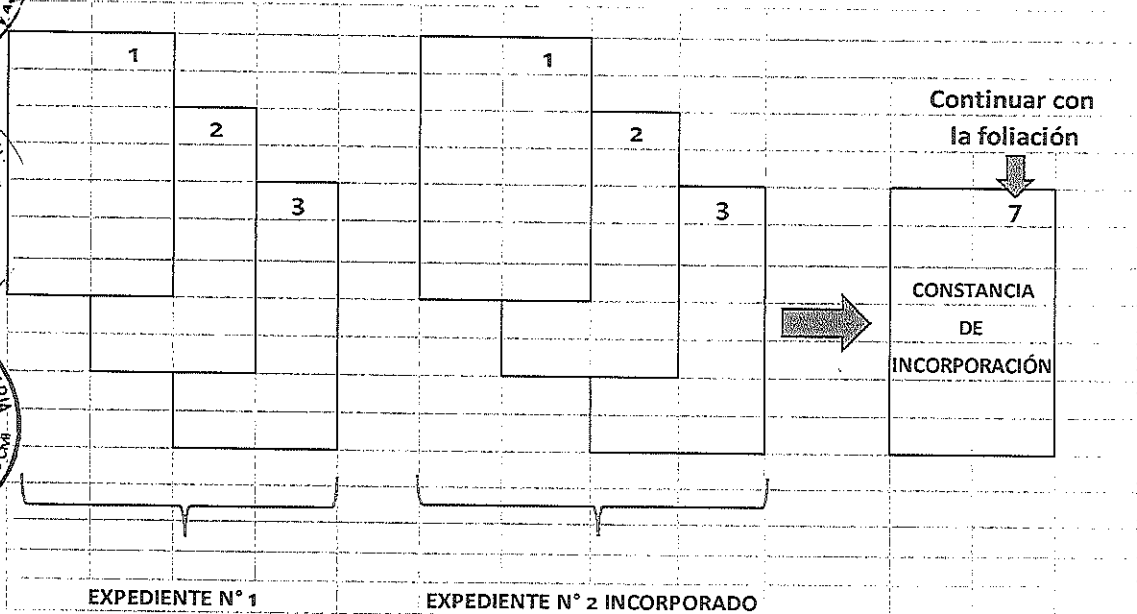 1
2
3
1
2
3
Continuar con
la foliación
7
CONSTANCIA
DE
INCORPORACIÓN
EXPEDIENTE N° 1
EXPEDIENTE N° 2 INCORPORADO